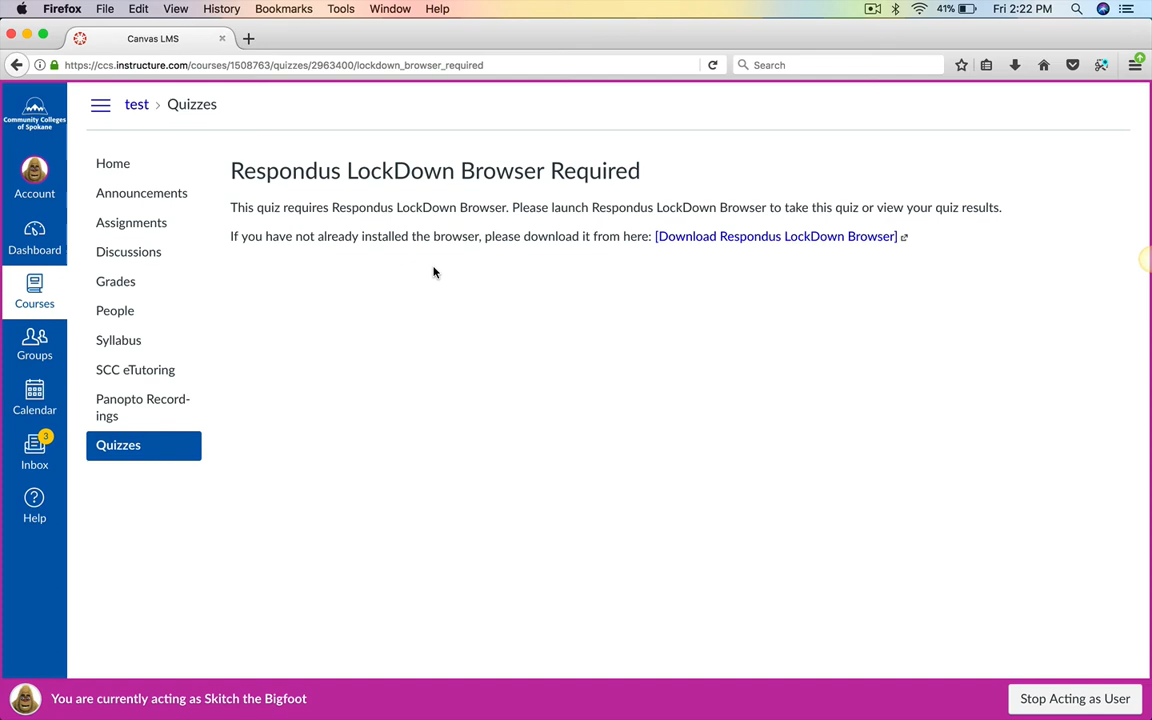 Firefox File Edit View History Bookmarks Tools Window Help 41% Fri 2:22 PM
Canvas LMS
https://ccs.instructure.com/courses/1508763/quizzes/2963400/lockdown_browser_required
Search
Community Colleges
of Spokane
test › Quizzes
Account
Dashboard
Courses
Groups
Calendar
3
Inbox
Help
Home
Announcements
Assignments
Discussions
Grades
People
Syllabus
SCC eTutoring
Panopto Record-
ings
Quizzes
Respondus LockDown Browser Required
This quiz requires Respondus LockDown Browser. Please launch Respondus LockDown Browser to take this quiz or view your quiz results.
If you have not already installed the browser, please download it from here: [Download Respondus LockDown Browser]
You are currently acting as Skitch the Bigfoot
Stop Acting as User